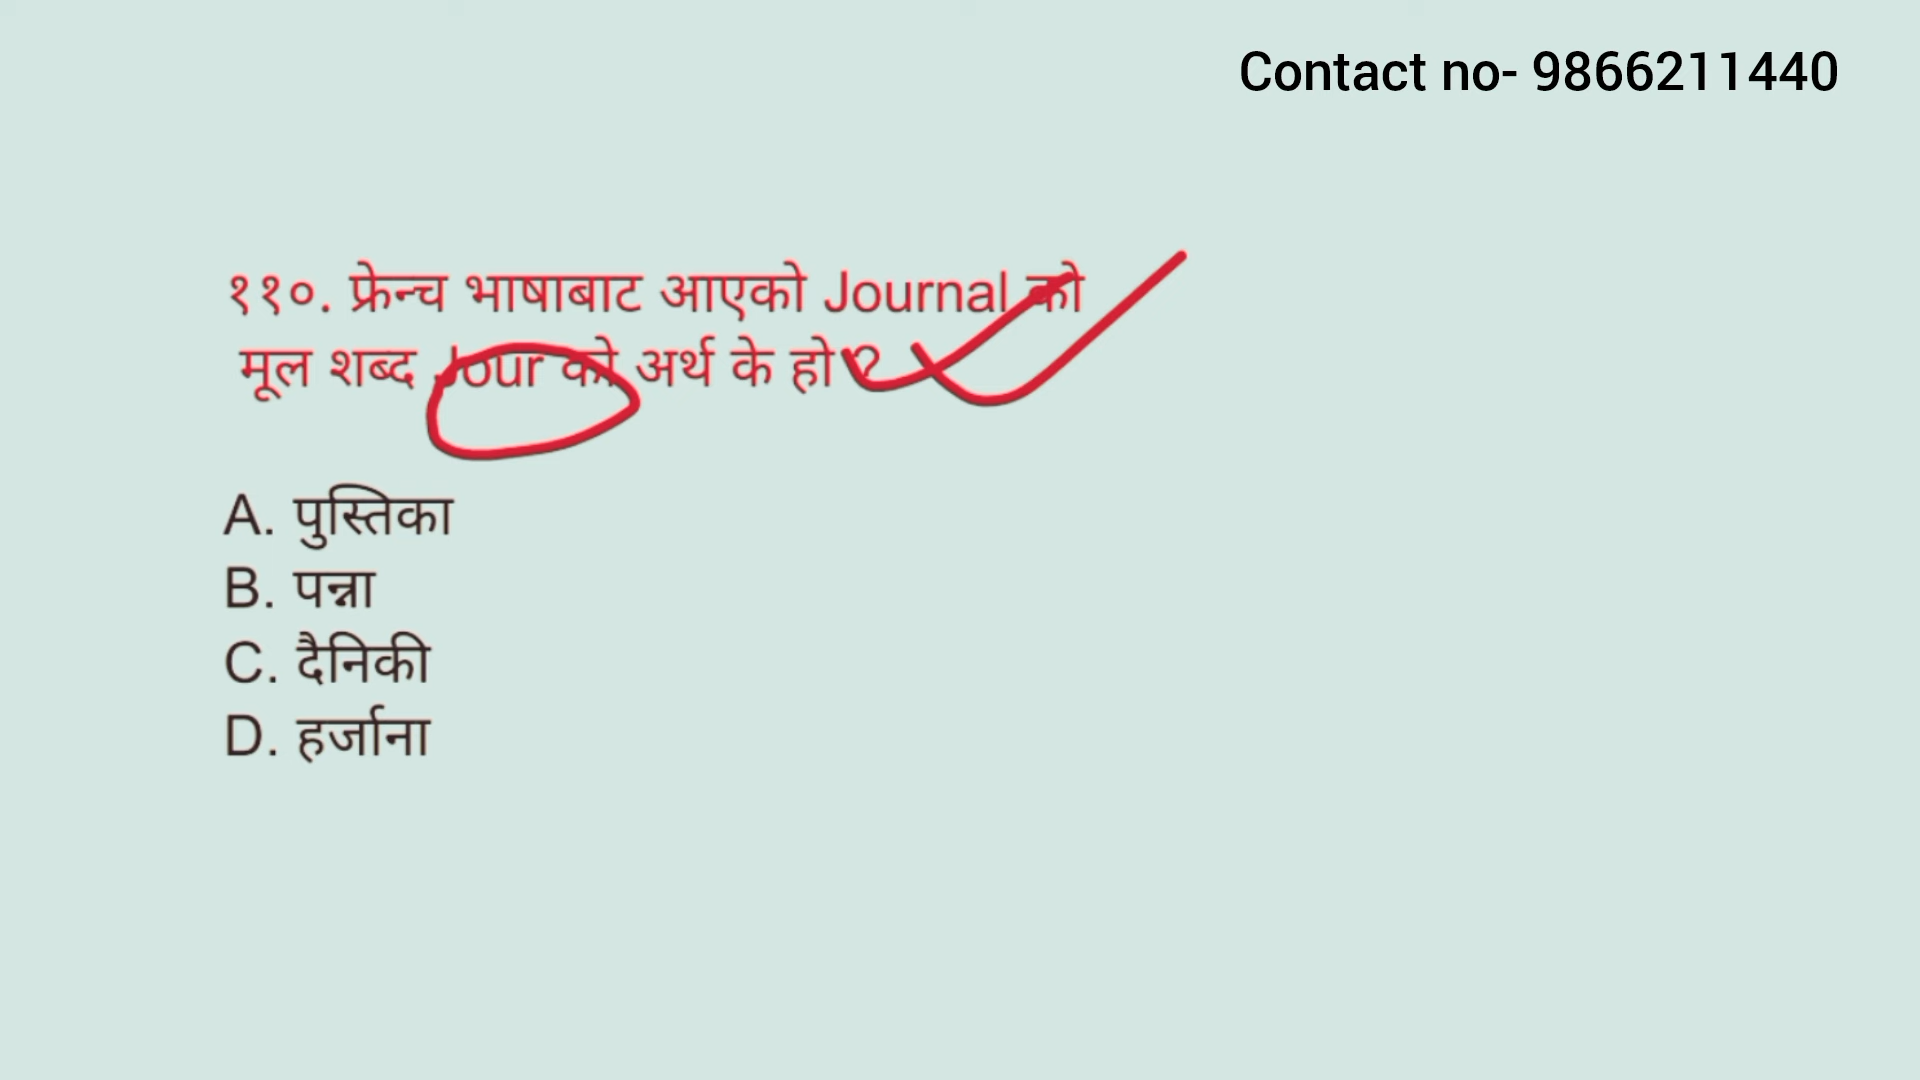 Contact no- 9866211440
११०. फ्रेन्च भाषाबाट आएको Journal को
मूल शब्द Jour को अर्थ के हो ?
A. पुस्तिका
B. पन्ना
C. दैनिकी
D. हर्जाना